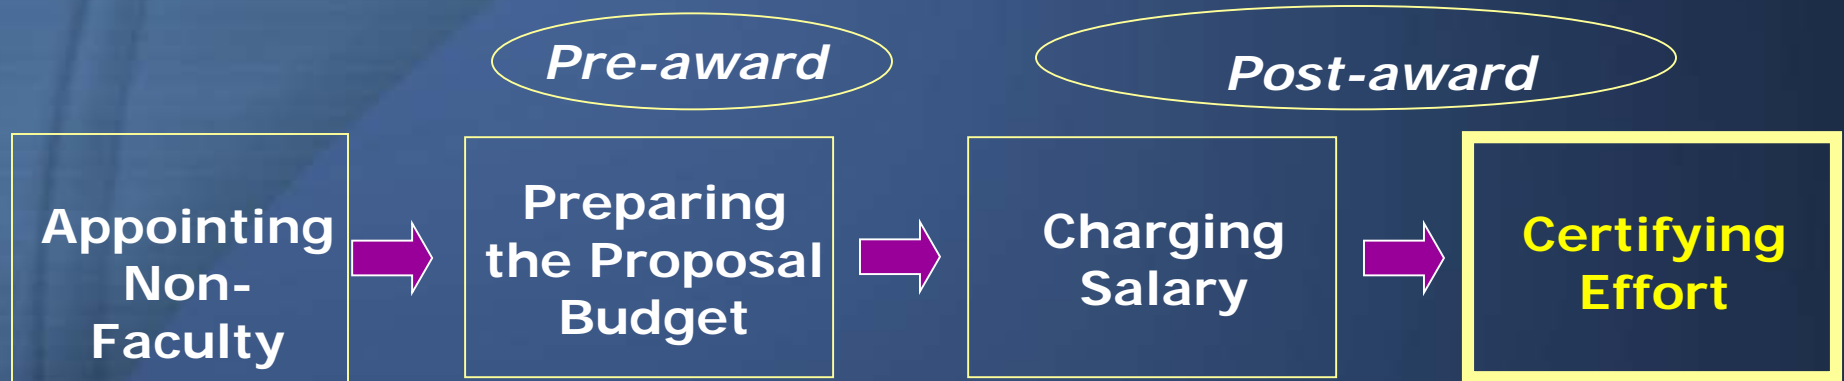 Pre-award
Post-award
Appointing
Non-
Faculty
Preparing
the Proposal
Budget
Charging
Salary
Certifying
Effort